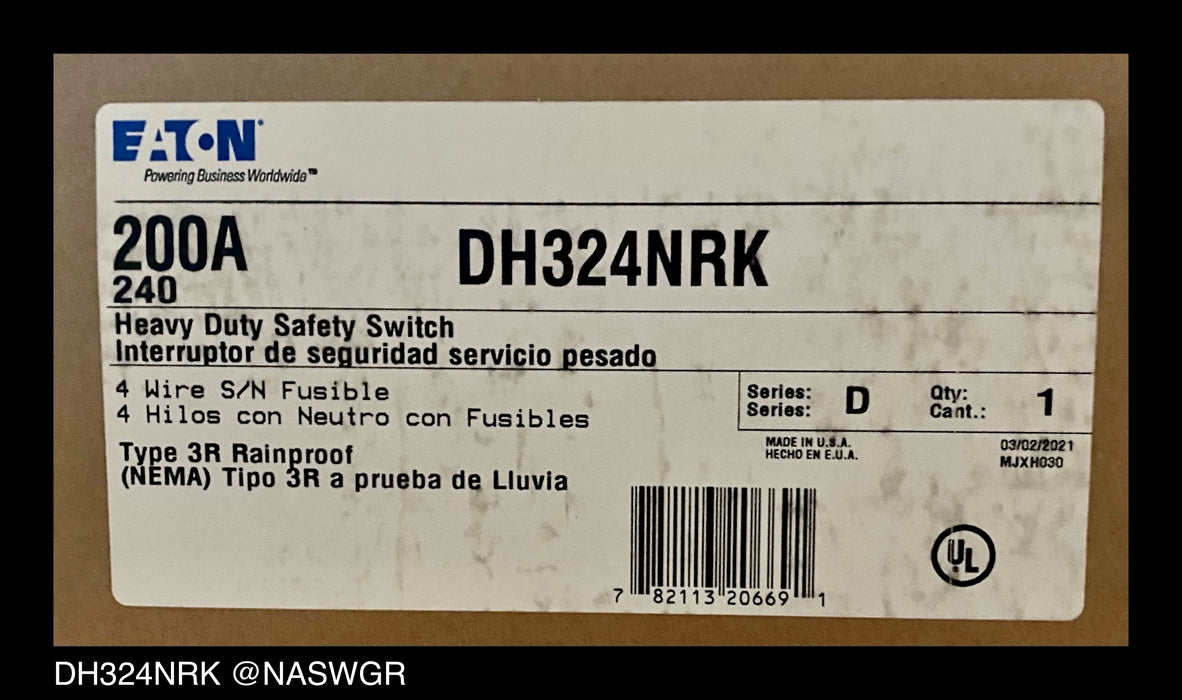 EATON
Powering Business Worldwide™
200A
DH324NRK
240
Heavy Duty Safety Switch
Interruptor de seguridad servicio pesado
4 Wire S/N Fusible
4 Hilos con Neutro con Fusibles
Series: D Qty: 1
Series: Cant.:
MADE IN U.S.A.
HECHO EN E.U.A.
03/02/2021
MJXH030
Type 3R Rainproof
(NEMA) Tipo 3R a prueba de Lluvia
7 82113 20669 1
UL
DH324NRK @NASWGR